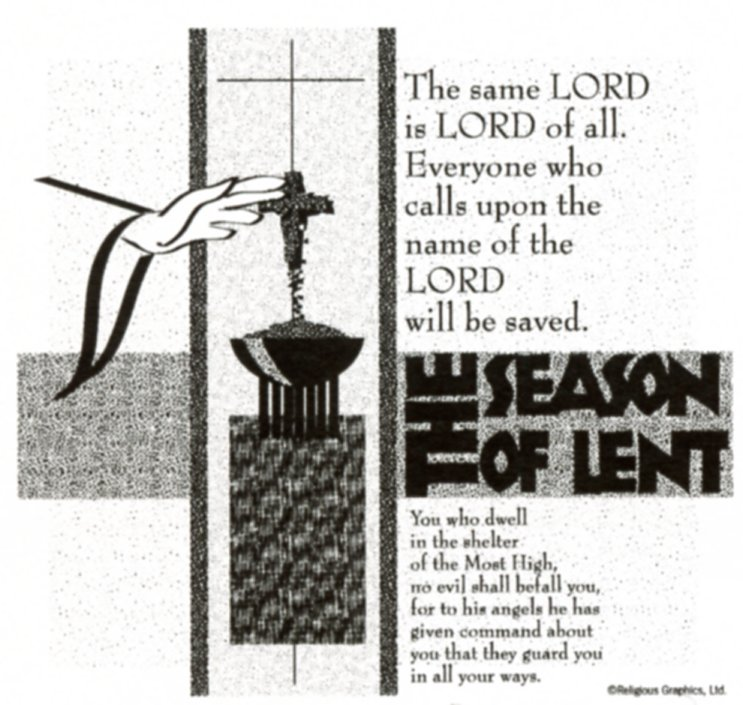 The same LORD
is LORD of all.
Everyone who
calls upon the
name of the
LORD
will be saved.
THE SEASON
OF LENT
You who dwell
in the shelter
of the Most High,
no evil shall befall you,
for to his angels he has
given command about
you that they guard you
in all your ways.
©Religious Graphics, Ltd.